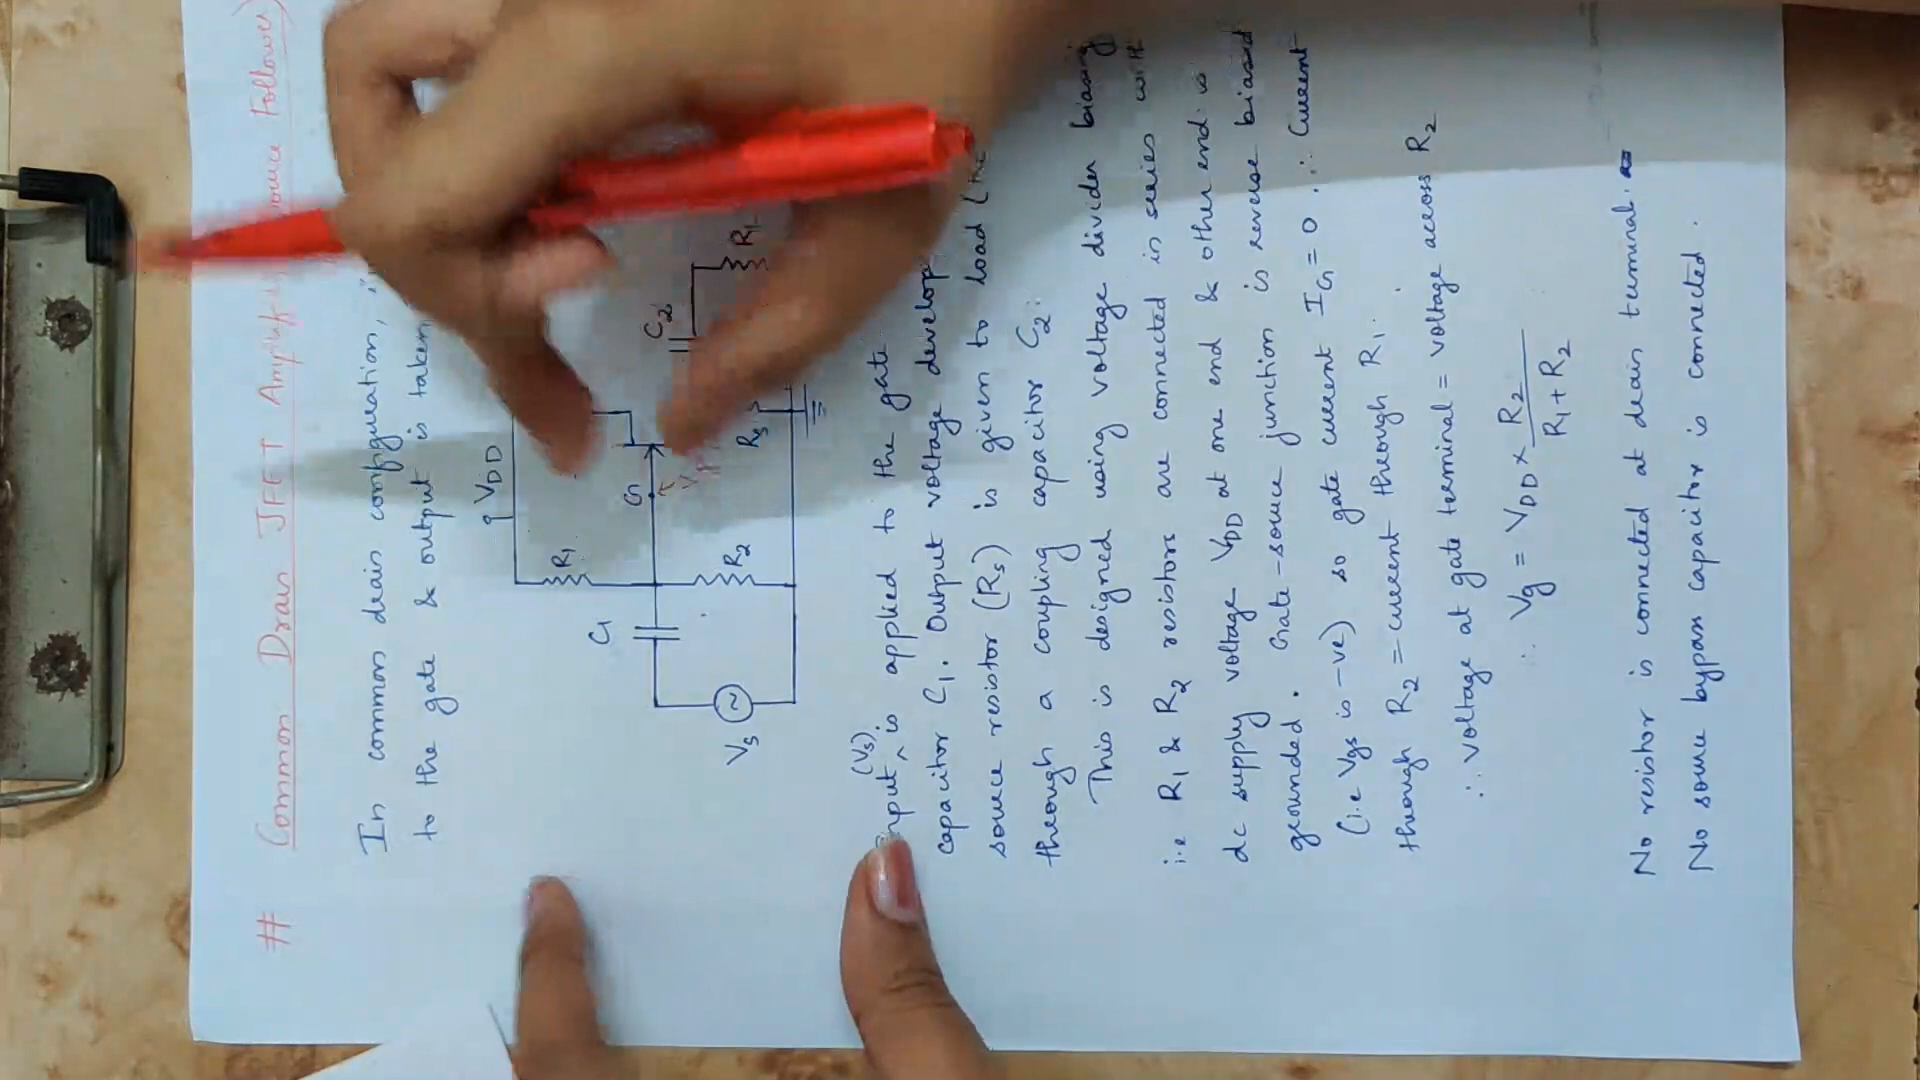 # Common Drain JFET Amplifier Source Follower)
In common drain configuration,
to the gate & output is taken
VDD
R1
C1
G
R2
C2
RS
R1
VS
(VS)
Input ^ is applied to the gate
capacitor C1. Output voltage develop
source resistor (RS) is given to load
through a coupling capacitor C2.
This is designed using voltage divider biasing
i.e R1 & R2 resistors are connected in series with
dc supply voltage VDD at one end & other end is
grounded. Gate-source junction is reverse biased
(i.e Vgs is -ve) so gate current IG = 0 ∴ Current
through R2 = current through R1.
∴ voltage at gate terminal = voltage across R2
∴ Vg = VDD x R2 / R1 + R2
No resistor is connected at drain terminal.
No source bypass capacitor is connected.